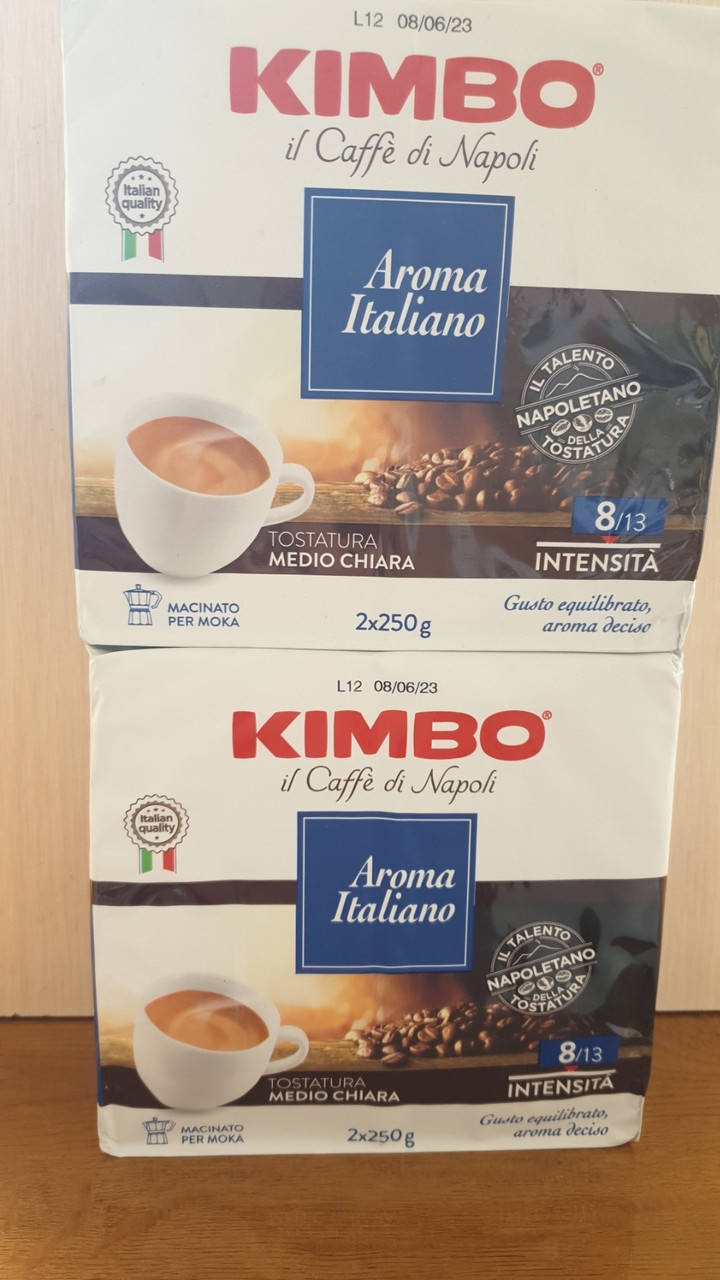 L12 08/06/23
KIMBO®
il Caffè di Napoli
Italian
quality
Aroma
Italiano
IL TALENTO
NAPOLETANO
DELLA
TOSTATURA
8/13
INTENSITÀ
TOSTATURA
MEDIO CHIARA
MACINATO
PER MOKA
2x250g
Gusto equilibrato,
aroma deciso
L12 08/06/23
KIMBO®
il Caffè di Napoli
Italian
quality
Aroma
Italiano
IL TALENTO
NAPOLETANO
DELLA
TOSTATURA
8/13
INTENSITÀ
TOSTATURA
MEDIO CHIARA
MACINATO
PER MOKA
2x250g
Gusto equilibrato,
aroma deciso